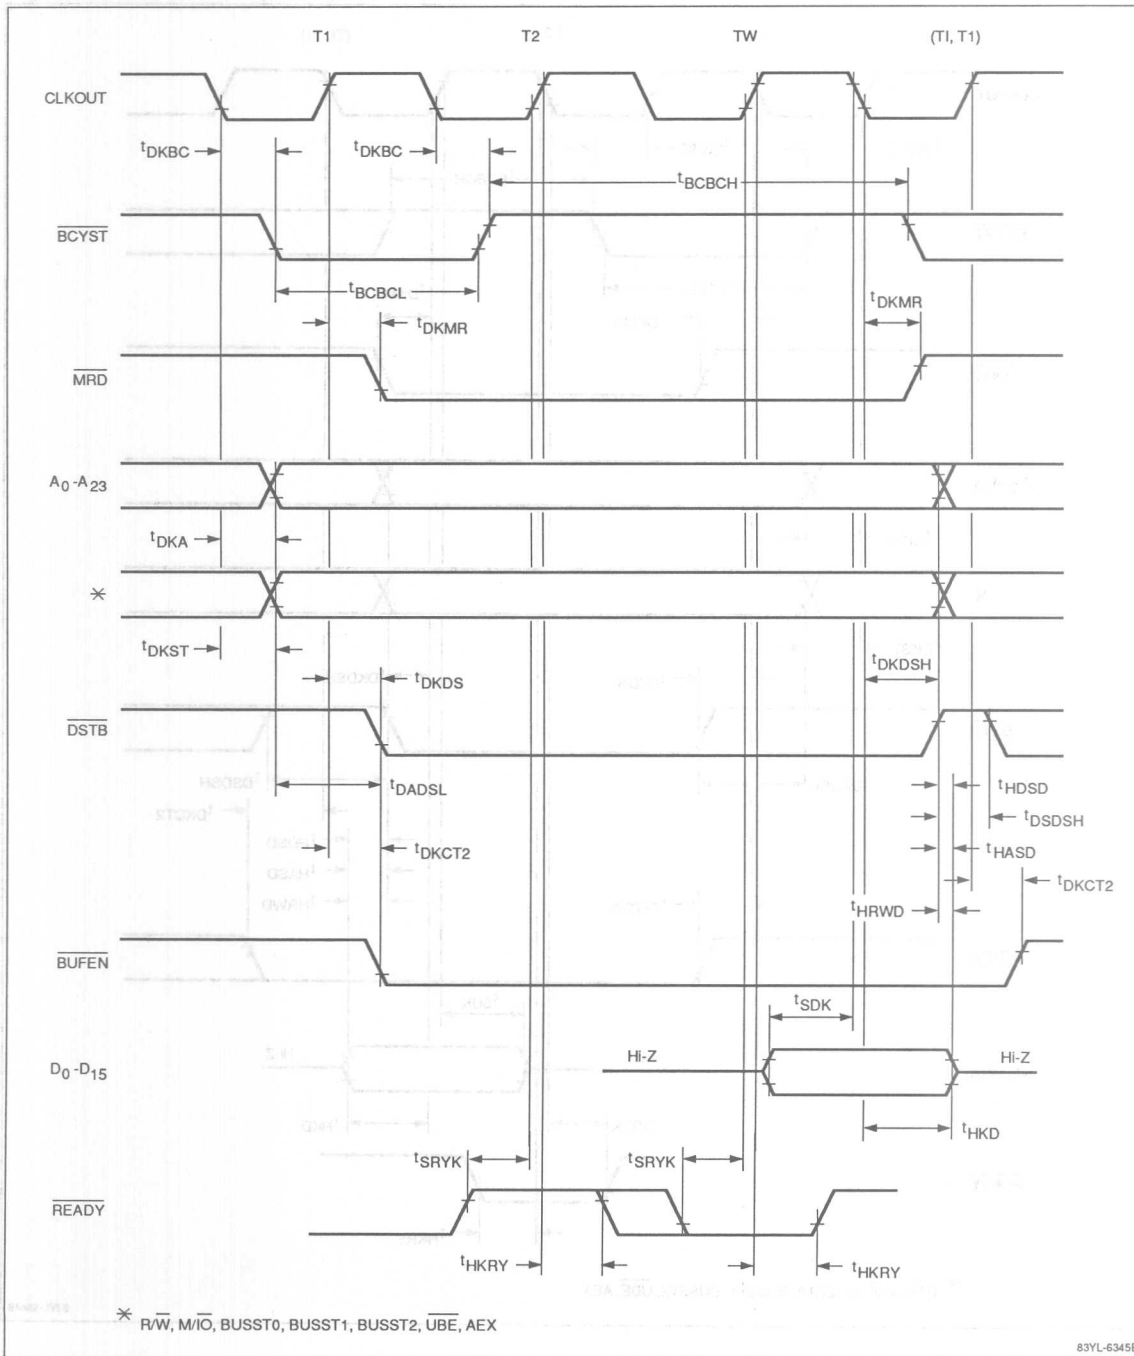 T1 T2 TW (TI, T1)
CLKOUT
tDKBC tDKBC
tBCBCH
BCYST
tBCBCL tDKMR
tDKMR
MRD
A0-A23
tDKA
*
tDKST
tDKDS tDKDSH
DSTB
tDADSL tHDSD
tDSDSH
tDKCT2 tHASD
tDKCT2
tHRWD
BUFEN
tSDK
Hi-Z Hi-Z
D0-D15
tHKD
tSRYK tSRYK
READY
tHKRY tHKRY
* R/W, M/IO, BUSST0, BUSST1, BUSST2, UBE, AEX
83YL-6345B